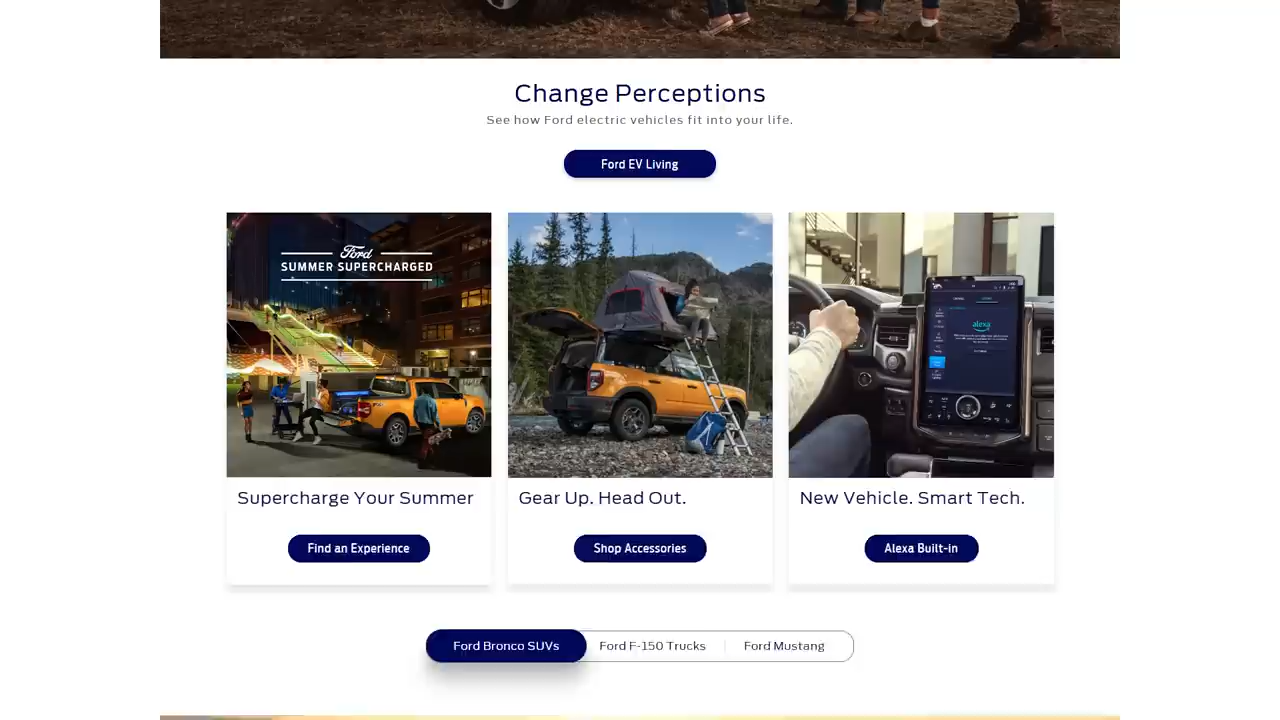 Change Perceptions
See how Ford electric vehicles fit into your life.
Ford EV Living
Ford
SUMMER SUPERCHARGED
alexa
Supercharge Your Summer
Gear Up. Head Out.
New Vehicle. Smart Tech.
Find an Experience
Shop Accessories
Alexa Built-in
Ford Bronco SUVs
Ford F-150 Trucks
Ford Mustang